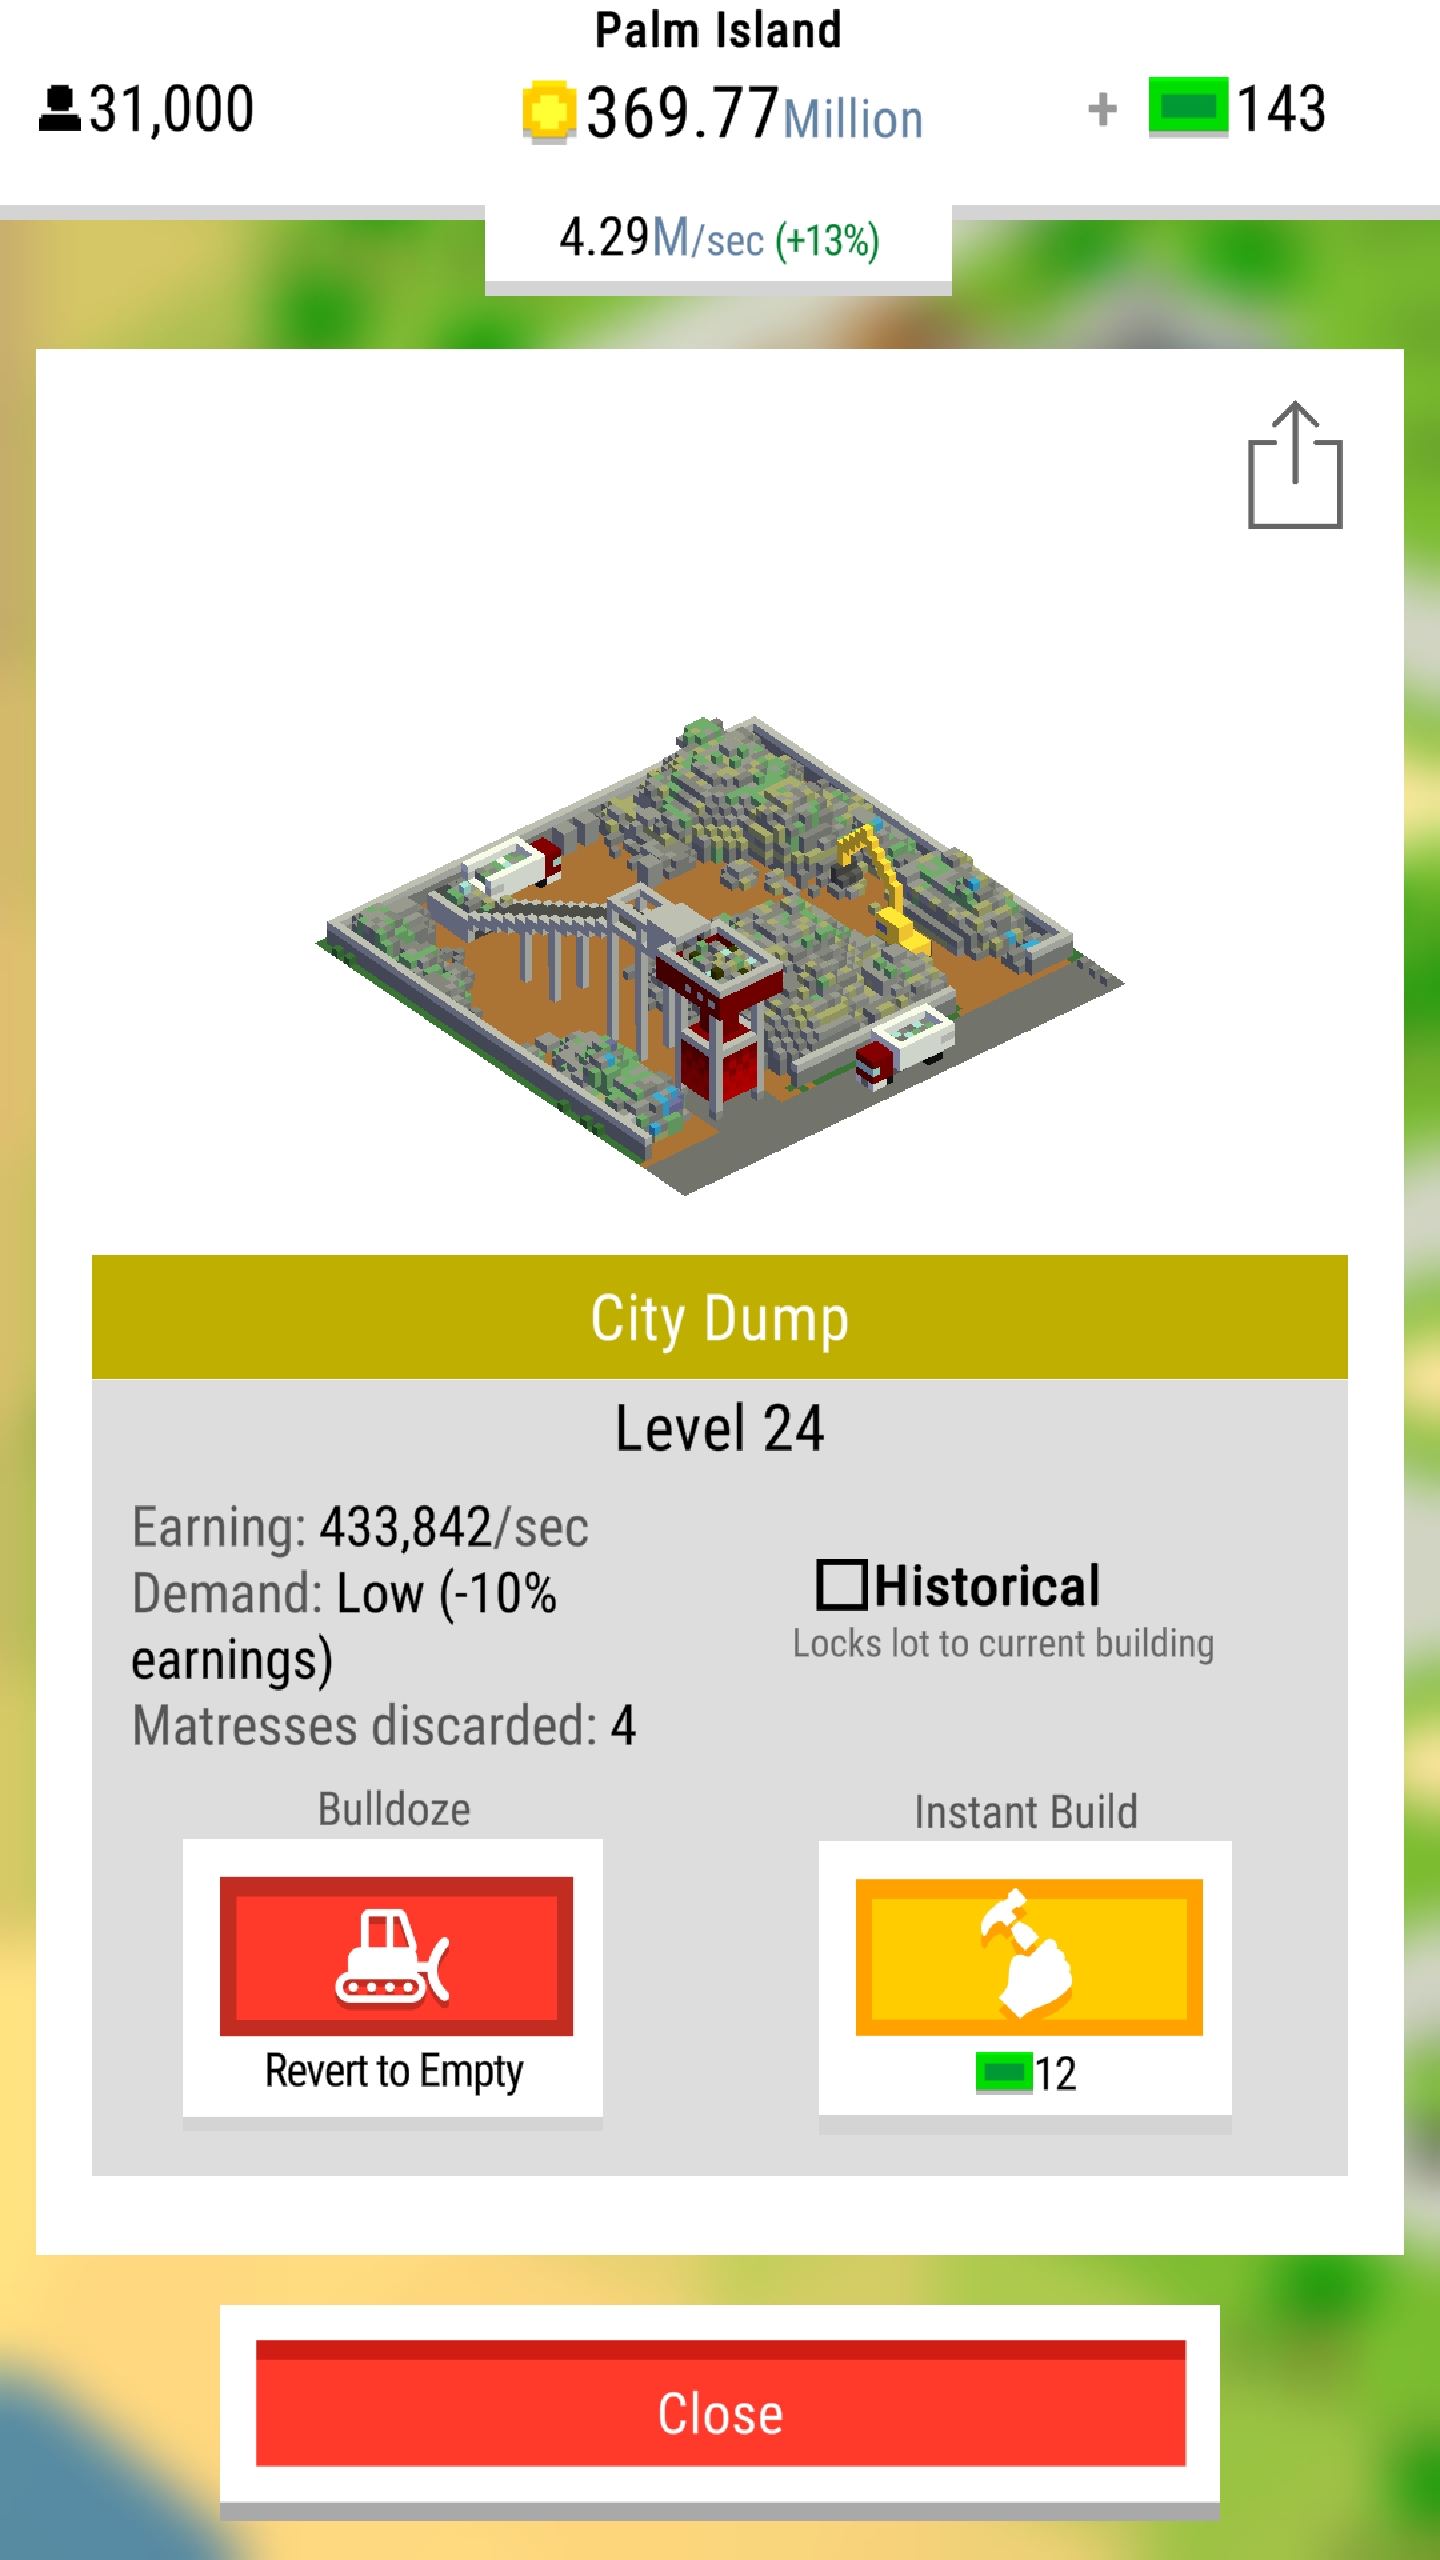 Palm Island
31,000
369.77Million
+ 143
4.29M/sec (+13%)
City Dump
Level 24
Earning: 433,842/sec
Demand: Low (-10%
earnings)
Matresses discarded: 4
Historical
Locks lot to current building
Bulldoze
Instant Build
Revert to Empty
12
Close